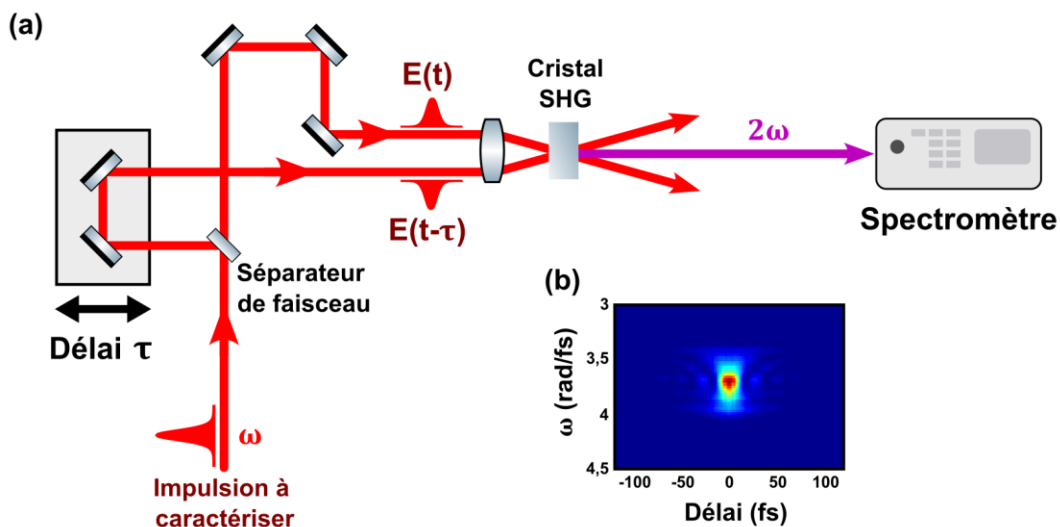 (a)
E(t)
Cristal
SHG
2ω
E(t-τ)
Spectromètre
Séparateur
de faisceau
Délai τ
ω
Impulsion à
caractériser
(b)
3
3,5
4
4,5
ω (rad/fs)
-100 -50 0 50 100
Délai (fs)